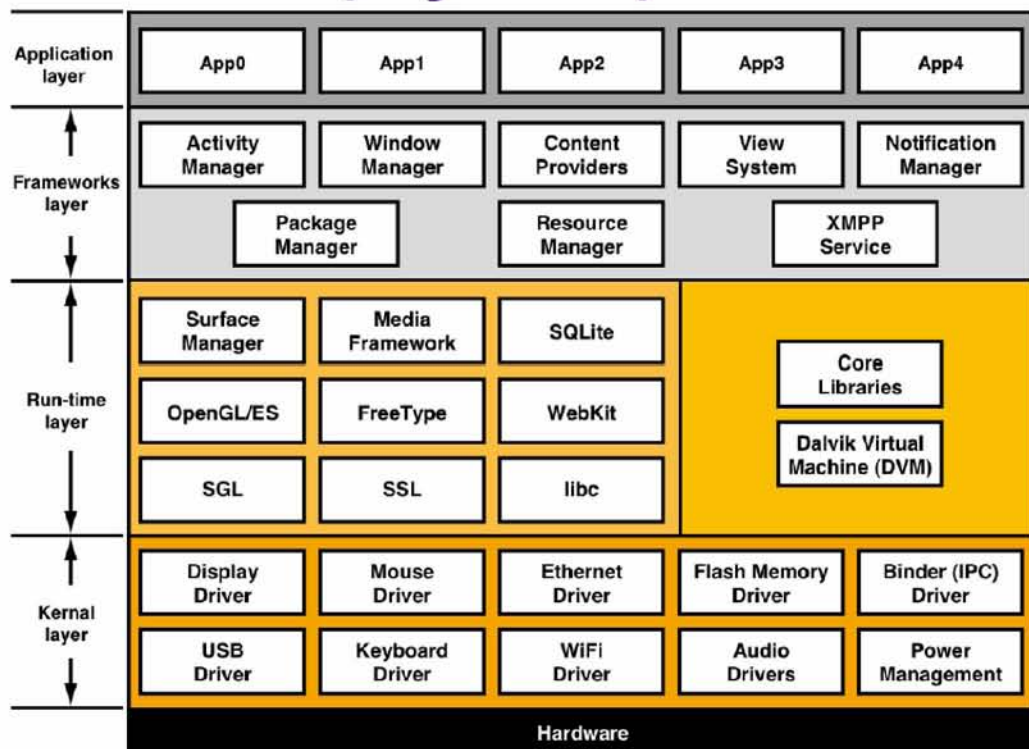 Application
layer
App0
App1
App2
App3
App4
Frameworks
layer
Activity
Manager
Window
Manager
Content
Providers
View
System
Notification
Manager
Package
Manager
Resource
Manager
XMPP
Service
Run-time
layer
Surface
Manager
Media
Framework
SQLite
OpenGL/ES
FreeType
WebKit
SGL
SSL
libc
Core
Libraries
Dalvik Virtual
Machine (DVM)
Kernal
layer
Display
Driver
Mouse
Driver
Ethernet
Driver
Flash Memory
Driver
Binder (IPC)
Driver
USB
Driver
Keyboard
Driver
WiFi
Driver
Audio
Drivers
Power
Management
Hardware